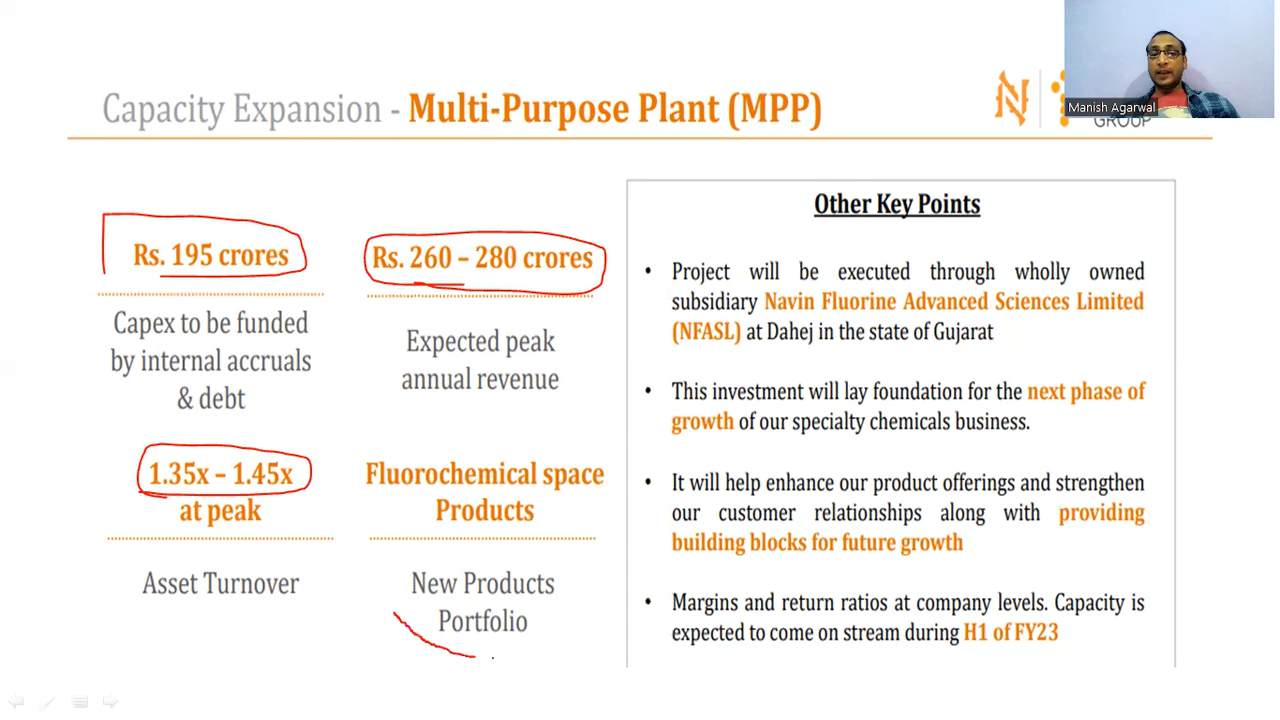 Manish Agarwal
GROUP
Capacity Expansion - Multi-Purpose Plant (MPP)
Rs. 195 crores
Capex to be funded
by internal accruals
& debt
Rs. 260 – 280 crores
Expected peak
annual revenue
1.35x – 1.45x
at peak
Asset Turnover
Fluorochemical space
Products
New Products
Portfolio
Other Key Points
• Project will be executed through wholly owned
subsidiary Navin Fluorine Advanced Sciences Limited
(NFASL) at Dahej in the state of Gujarat
• This investment will lay foundation for the next phase of
growth of our specialty chemicals business.
• It will help enhance our product offerings and strengthen
our customer relationships along with providing
building blocks for future growth
• Margins and return ratios at company levels. Capacity is
expected to come on stream during H1 of FY23